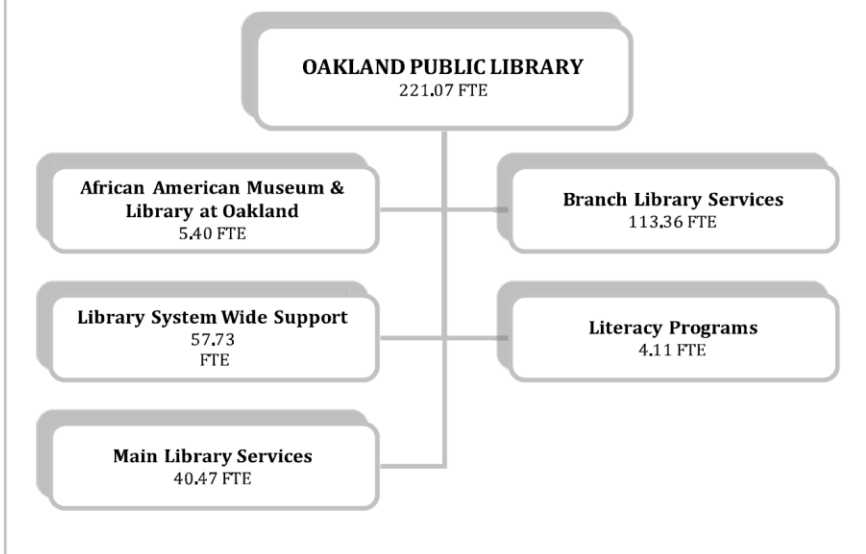 OAKLAND PUBLIC LIBRARY
221.07 FTE
African American Museum &
Library at Oakland
5.40 FTE
Branch Library Services
113.36 FTE
Library System Wide Support
57.73
FTE
Literacy Programs
4.11 FTE
Main Library Services
40.47 FTE